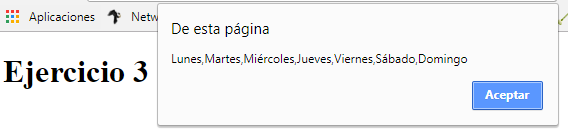 Aplicaciones
Netw
De esta página
Lunes,Martes,Miércoles,Jueves,Viernes,Sábado,Domingo
Ejercicio 3
Aceptar